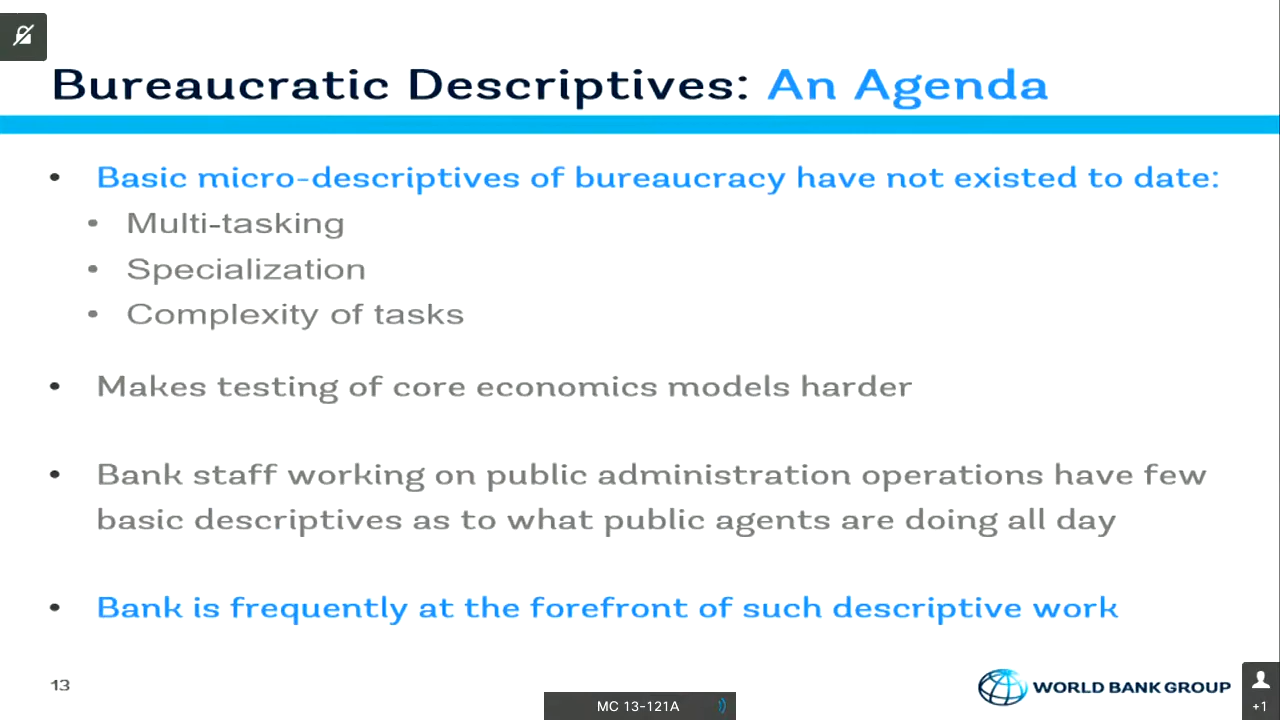 Bureaucratic Descriptives: An Agenda
• Basic micro-descriptives of bureaucracy have not existed to date:
• Multi-tasking
• Specialization
• Complexity of tasks
• Makes testing of core economics models harder
• Bank staff working on public administration operations have few
basic descriptives as to what public agents are doing all day
• Bank is frequently at the forefront of such descriptive work
13
WORLD BANK GROUP
MC 13-121A
+1